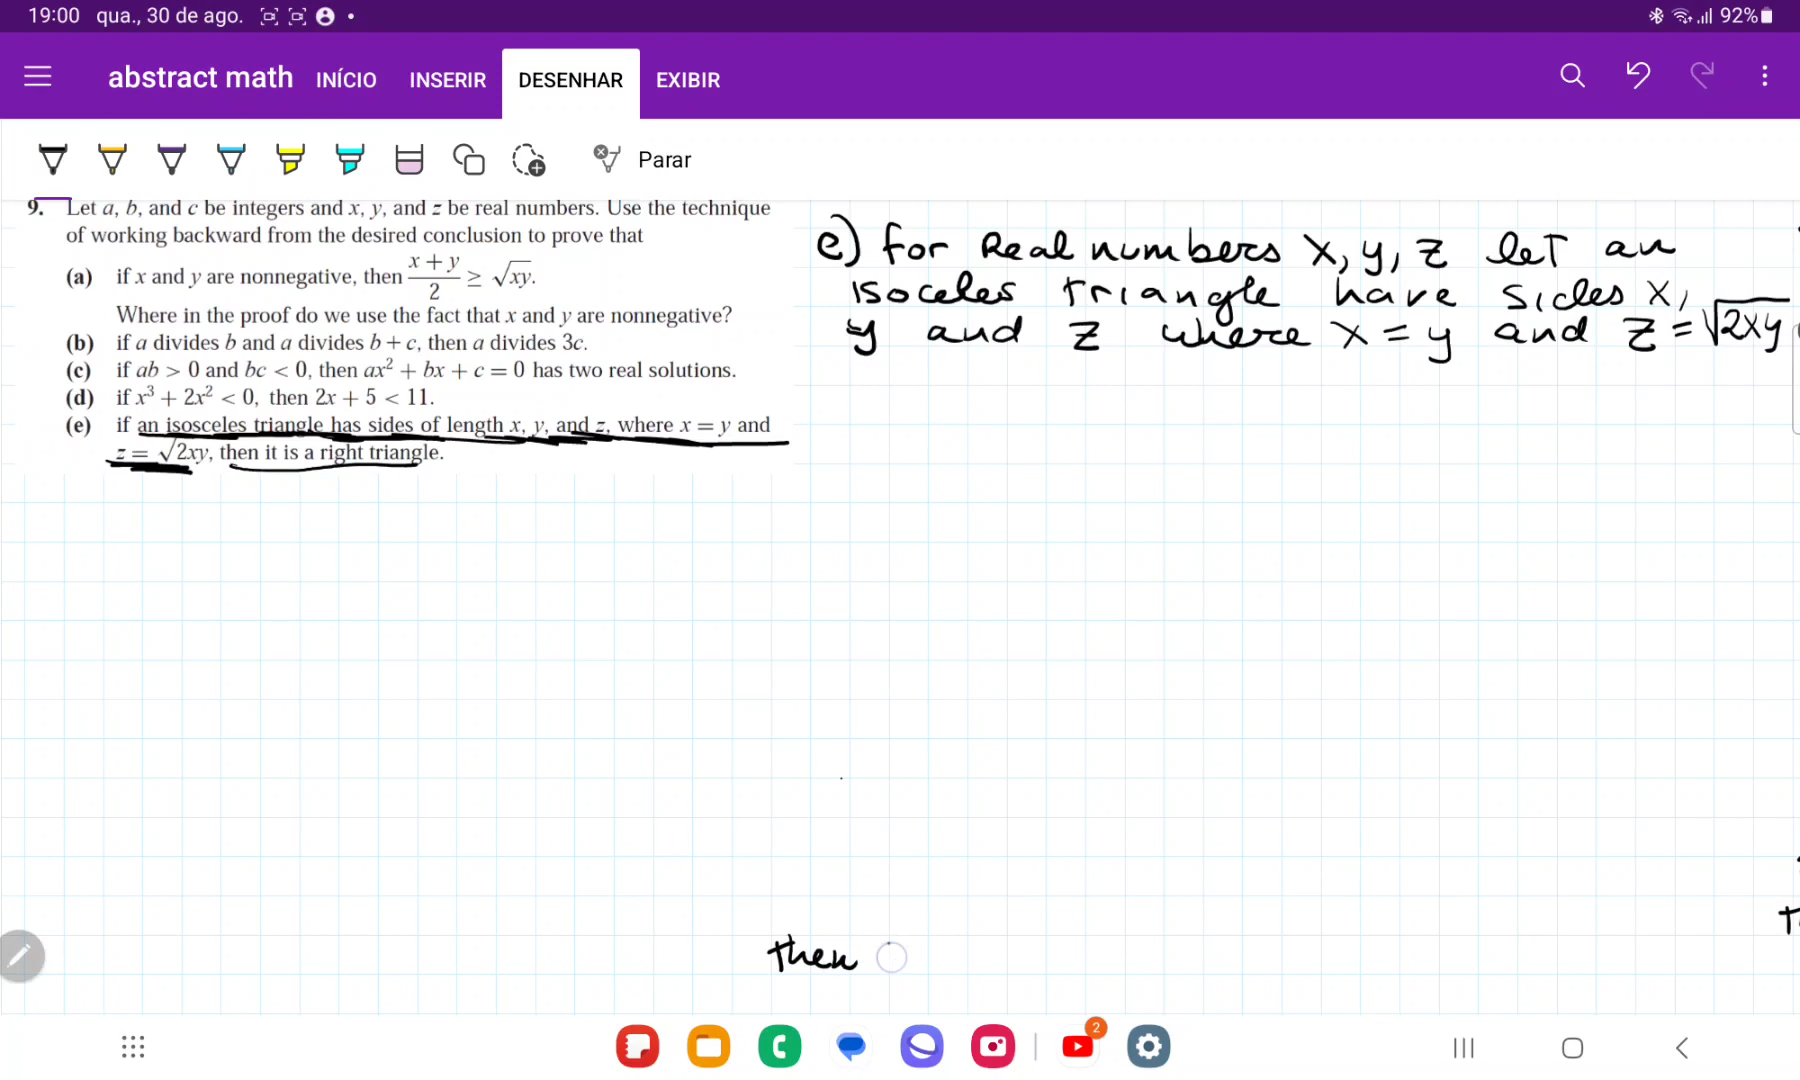 19:00 qua., 30 de ago.
92%
abstract math INÍCIO INSERIR DESENHAR EXIBIR
Parar
9. Let a, b, and c be integers and x, y, and z be real numbers. Use the technique
of working backward from the desired conclusion to prove that
(a) if x and y are nonnegative, then (x + y)/2 ≥ √xy.
Where in the proof do we use the fact that x and y are nonnegative?
(b) if a divides b and a divides b + c, then a divides 3c.
(c) if ab > 0 and bc < 0, then ax² + bx + c = 0 has two real solutions.
(d) if x³ + 2x² < 0, then 2x + 5 < 11.
(e) if an isosceles triangle has sides of length x, y, and z, where x = y and
z = √2xy, then it is a right triangle.
e) for Real numbers x, y, z let an
isoceles triangle have sides x,
y and z where x = y and z = √2xy
then
2